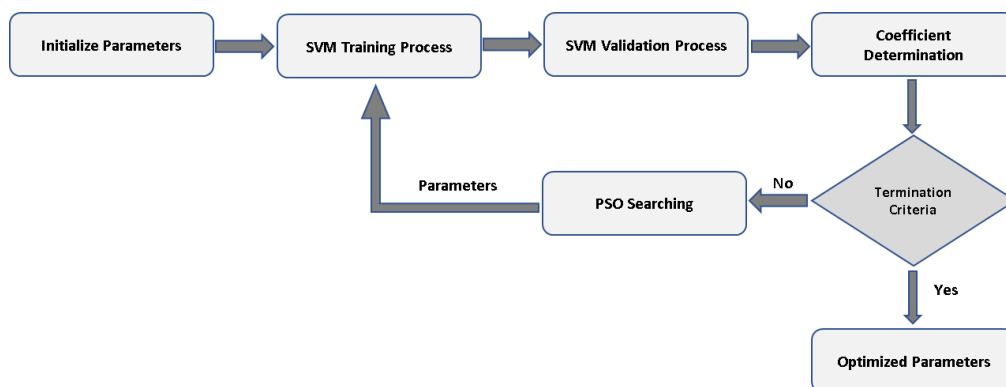 Initialize Parameters
SVM Training Process
SVM Validation Process
Coefficient
Determination
Termination
Criteria
No
PSO Searching
Parameters
Yes
Optimized Parameters